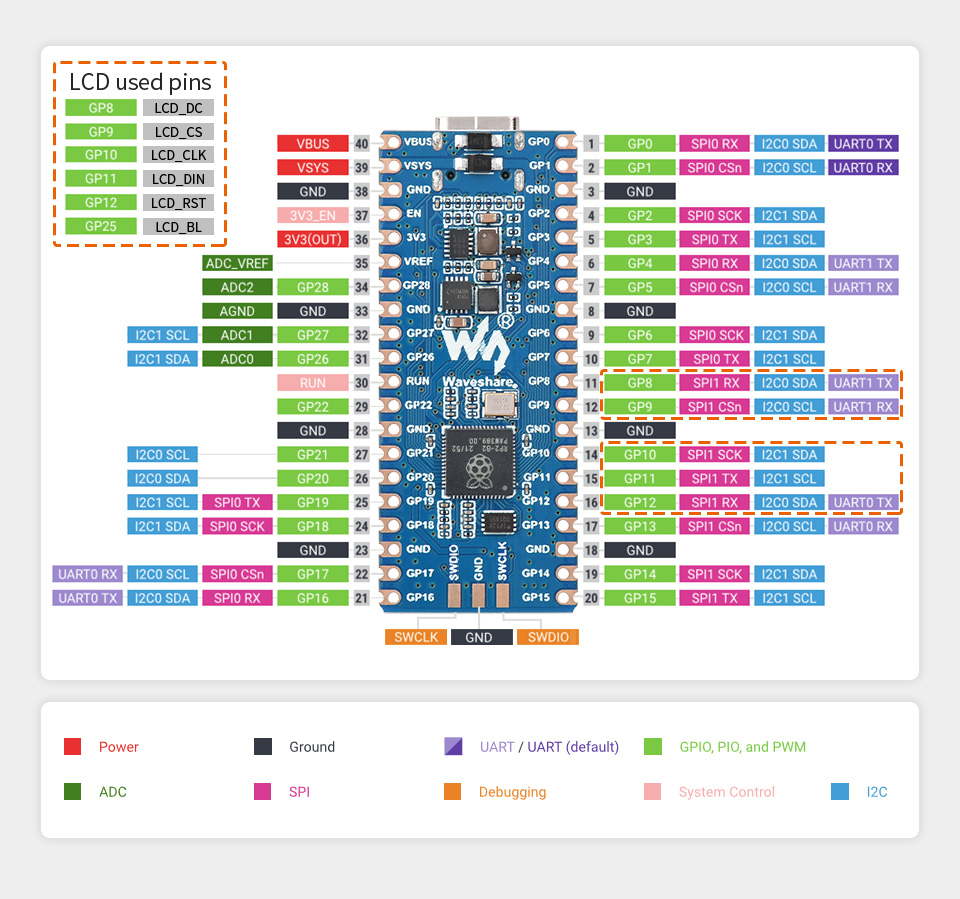 LCD used pins
GP8 LCD_DC
GP9 LCD_CS
GP10 LCD_CLK
GP11 LCD_DIN
GP12 LCD_RST
GP25 LCD_BL
VBUS 40 VBUS GP0 1 GP0 SPI0 RX I2C0 SDA UART0 TX
VSYS 39 VSYS GP1 2 GP1 SPI0 CSn I2C0 SCL UART0 RX
GND 38 GND GND 3 GND
3V3_EN 37 EN GP2 4 GP2 SPI0 SCK I2C1 SDA
3V3(OUT) 36 3V3 GP3 5 GP3 SPI0 TX I2C1 SCL
ADC_VREF 35 VREF GP4 6 GP4 SPI0 RX I2C0 SDA UART1 TX
ADC2 GP28 34 GP28 GP5 7 GP5 SPI0 CSn I2C0 SCL UART1 RX
AGND GND 33 GND GND 8 GND
I2C1 SCL ADC1 GP27 32 GP27 ® GP6 9 GP6 SPI0 SCK I2C1 SDA
I2C1 SDA ADC0 GP26 31 GP26 GP7 10 GP7 SPI0 TX I2C1 SCL
RUN 30 RUN Waveshare GP8 11 GP8 SPI1 RX I2C0 SDA UART1 TX
GP22 29 GP22 GP9 12 GP9 SPI1 CSn I2C0 SCL UART1 RX
GND 28 GND GND 13 GND
I2C0 SCL GP21 27 GP21 RP2-B2 21/52 GP10 14 GP10 SPI1 SCK I2C1 SDA
I2C0 SDA GP20 26 GP20 GP11 15 GP11 SPI1 TX I2C1 SCL
I2C1 SCL SPI0 TX GP19 25 GP19 GP12 16 GP12 SPI1 RX I2C0 SDA UART0 TX
I2C1 SDA SPI0 SCK GP18 24 GP18 GP13 17 GP13 SPI1 CSn I2C0 SCL UART0 RX
GND 23 GND SWDIO GND SWCLK GND 18 GND
UART0 RX I2C0 SCL SPI0 CSn GP17 22 GP17 GP14 19 GP14 SPI1 SCK I2C1 SDA
UART0 TX I2C0 SDA SPI0 RX GP16 21 GP16 GP15 20 GP15 SPI1 TX I2C1 SCL
SWCLK GND SWDIO
Power Ground UART / UART (default) GPIO, PIO, and PWM
ADC SPI Debugging System Control I2C